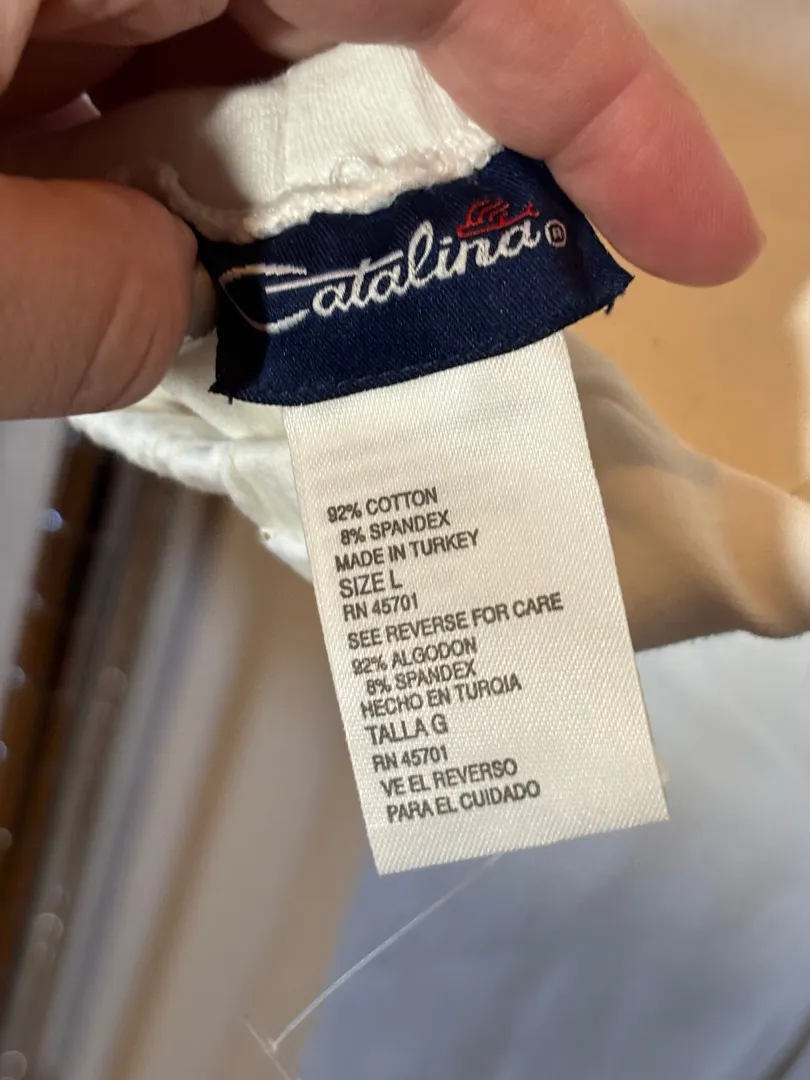 Catalina®
92% COTTON
8% SPANDEX
MADE IN TURKEY
SIZE L
RN 45701
SEE REVERSE FOR CARE
92% ALGODON
8% SPANDEX
HECHO EN TURQIA
TALLA G
RN 45701
VE EL REVERSO
PARA EL CUIDADO